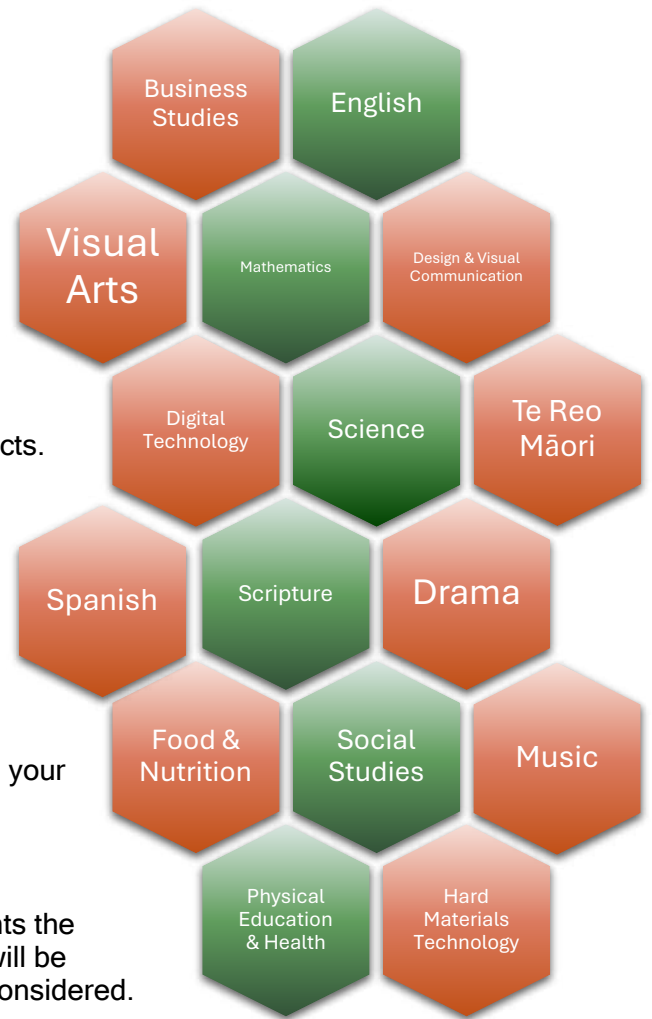 Business
Studies
English
Visual
Arts
Mathematics
Design & Visual
Communication
Digital
Technology
Science
Te Reo
Māori
cts.
Spanish
Scripture
Drama
Food &
Nutrition
Social
Studies
Music
your
Physical
Education
& Health
Hard
Materials
Technology
nts the
will be
onsidered.